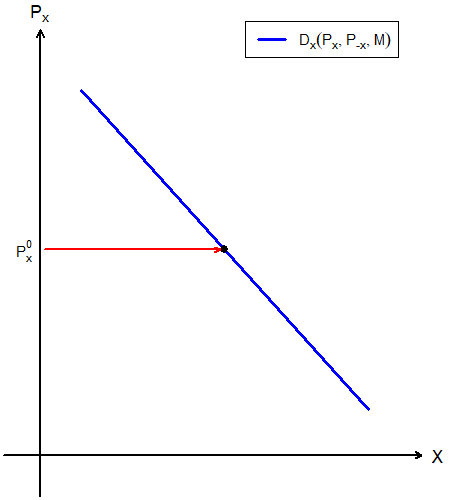 Pₓ
Dₓ(Pₓ, P₋ₓ, M)
Pₓ⁰
X